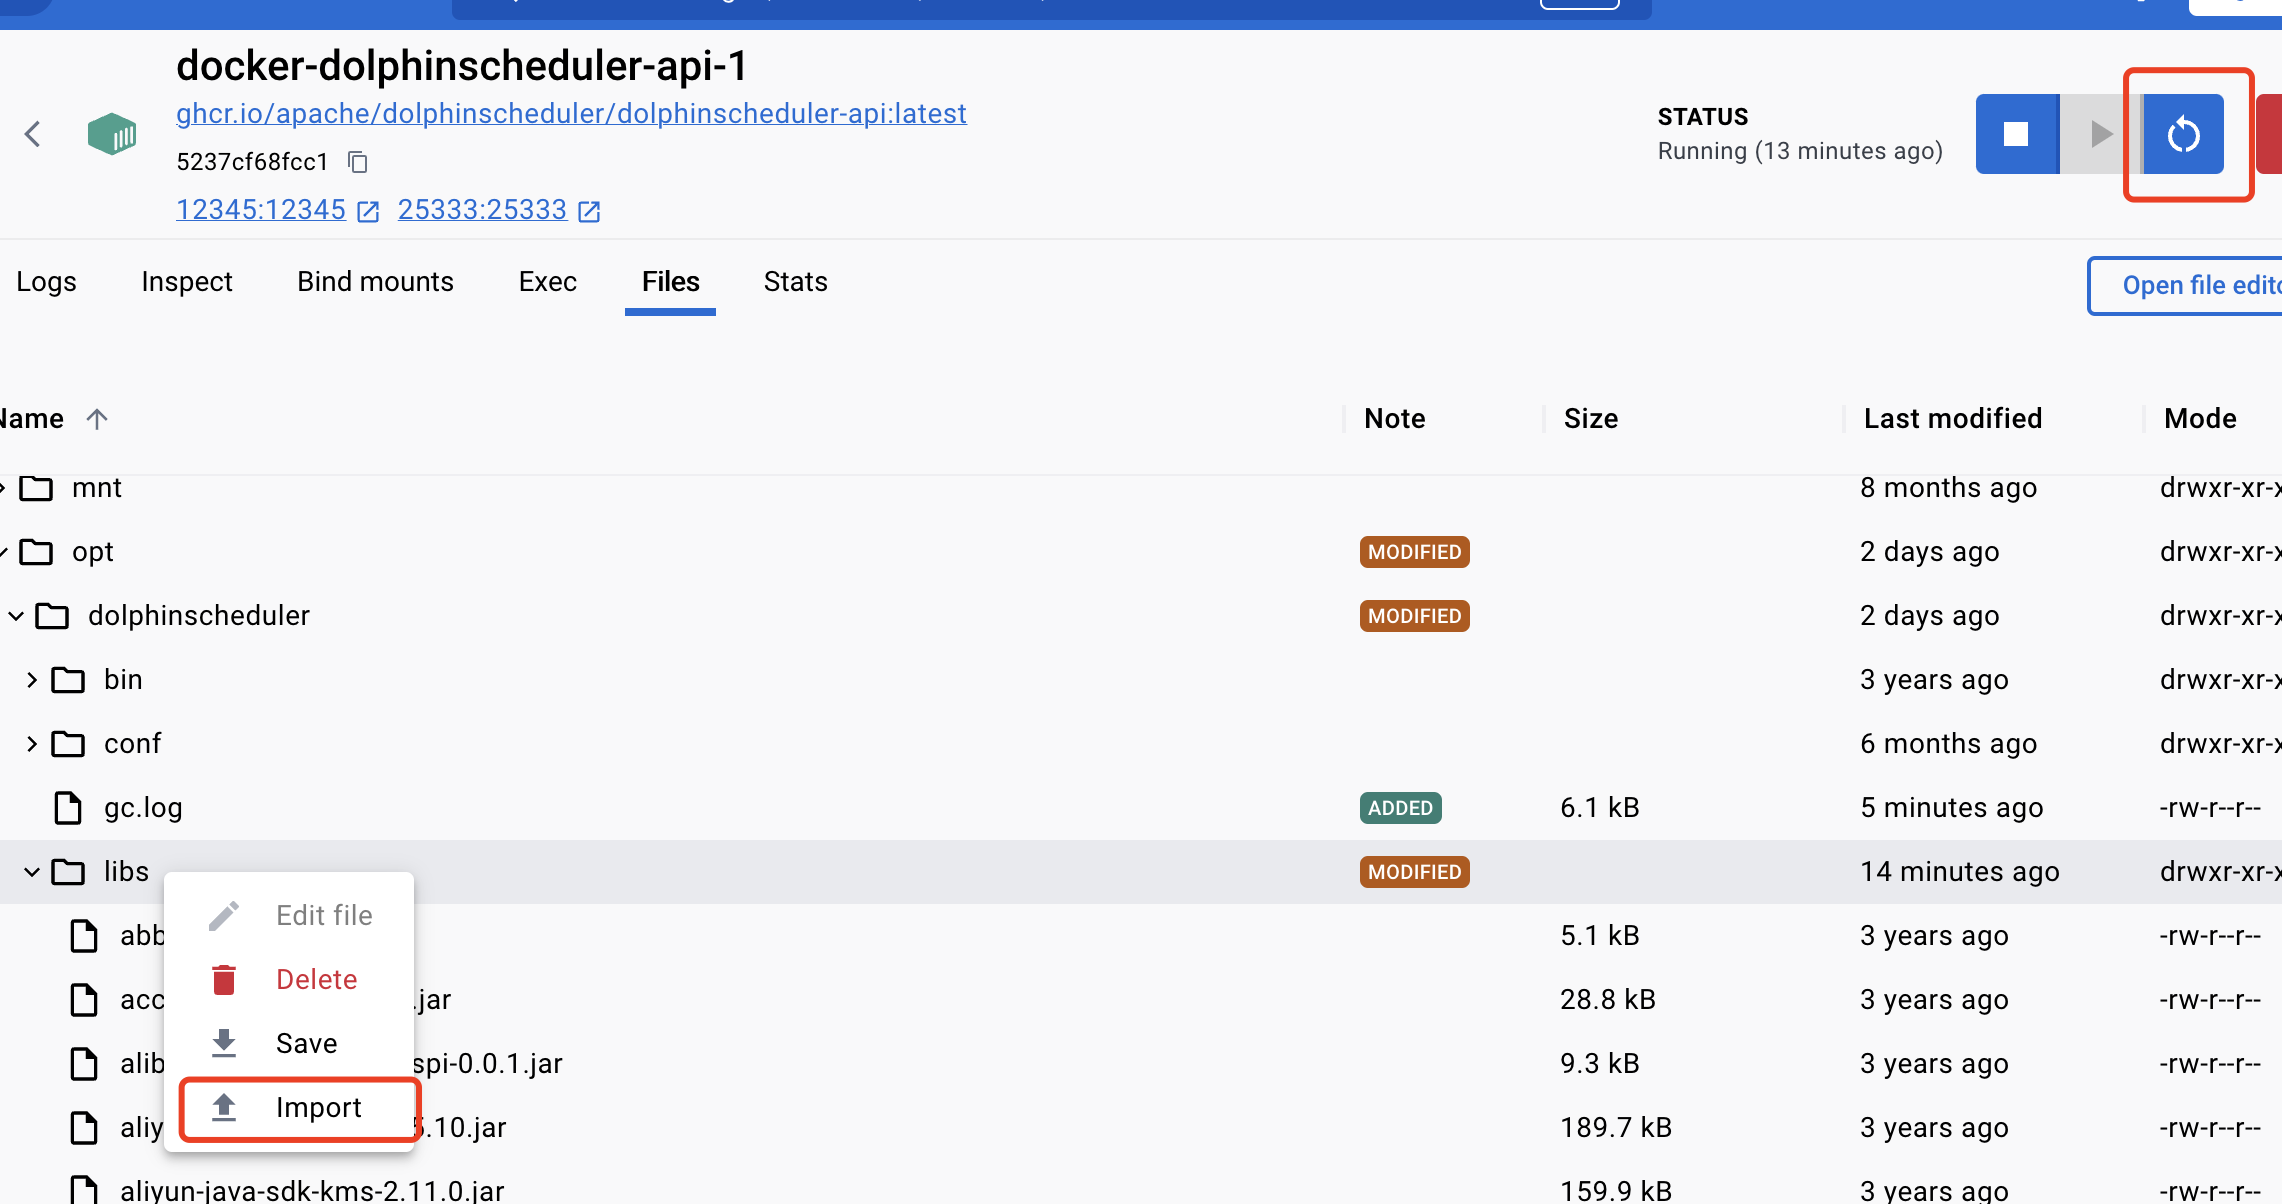 docker-dolphinscheduler-api-1
ghcr.io/apache/dolphinscheduler/dolphinscheduler-api:latest
5237cf68fcc1
12345:12345 25333:25333
STATUS
Running (13 minutes ago)
Logs Inspect Bind mounts Exec Files Stats
Open file edito
Name Note Size Last modified Mode
mnt 8 months ago drwxr-xr-x
opt MODIFIED 2 days ago drwxr-xr-x
dolphinscheduler MODIFIED 2 days ago drwxr-xr-x
bin 3 years ago drwxr-xr-x
conf 6 months ago drwxr-xr-x
gc.log ADDED 6.1 kB 5 minutes ago -rw-r--r--
libs MODIFIED 14 minutes ago drwxr-xr-x
Edit file
abb 5.1 kB 3 years ago -rw-r--r--
Delete
acc .jar 28.8 kB 3 years ago -rw-r--r--
Save
alib spi-0.0.1.jar 9.3 kB 3 years ago -rw-r--r--
Import
aliy 5.10.jar 189.7 kB 3 years ago -rw-r--r--
aliyun-java-sdk-kms-2.11.0.jar 159.9 kB 3 years ago -rw-r--r--